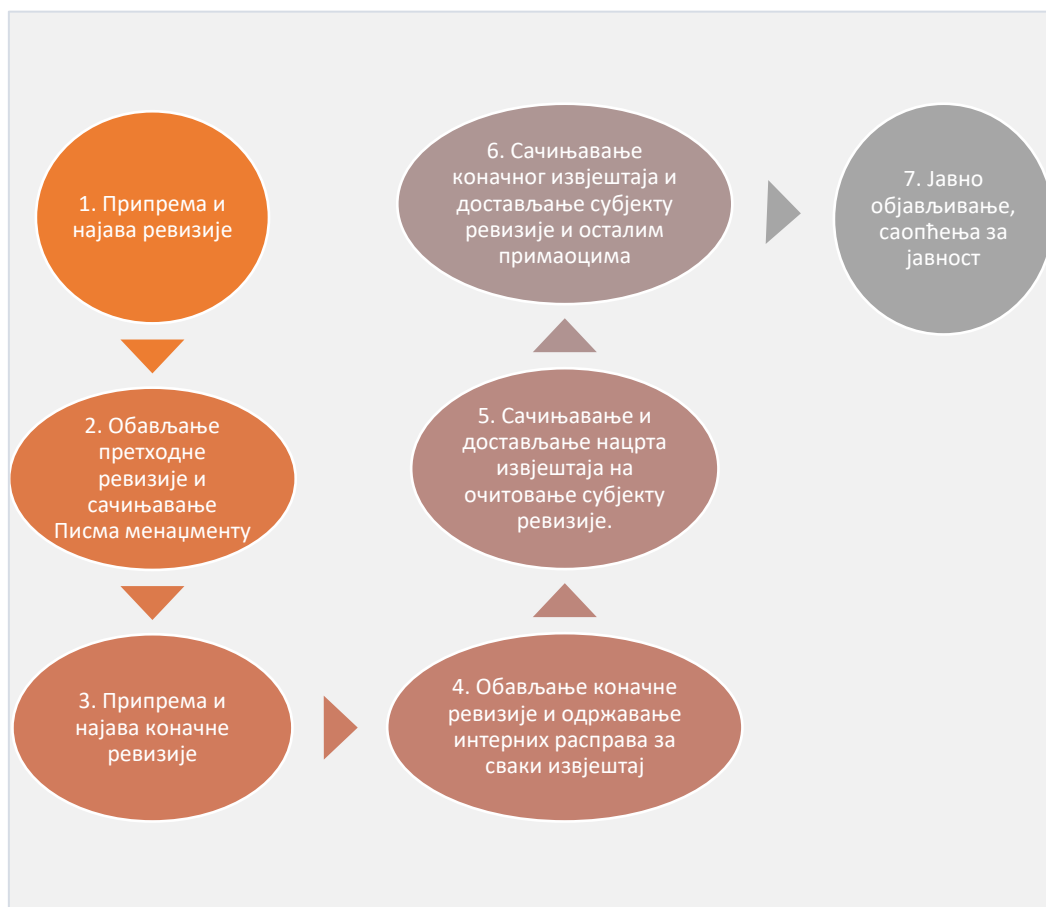 1. Припрема и
најава ревизије
2. Обављање
претходне
ревизије и
сачињавање
Писма менаџменту
3. Припрема и
најава коначне
ревизије
4. Обављање коначне
ревизије и одржавање
интерних расправа за
сваки извјештај
5. Сачињавање и
достављање нацрта
извјештаја на
очитовање субјекту
ревизије.
6. Сачињавање
коначног извјештаја и
достављање субјекту
ревизије и осталим
примаоцима
7. Јавно
објављивање,
саопћења за
јавност